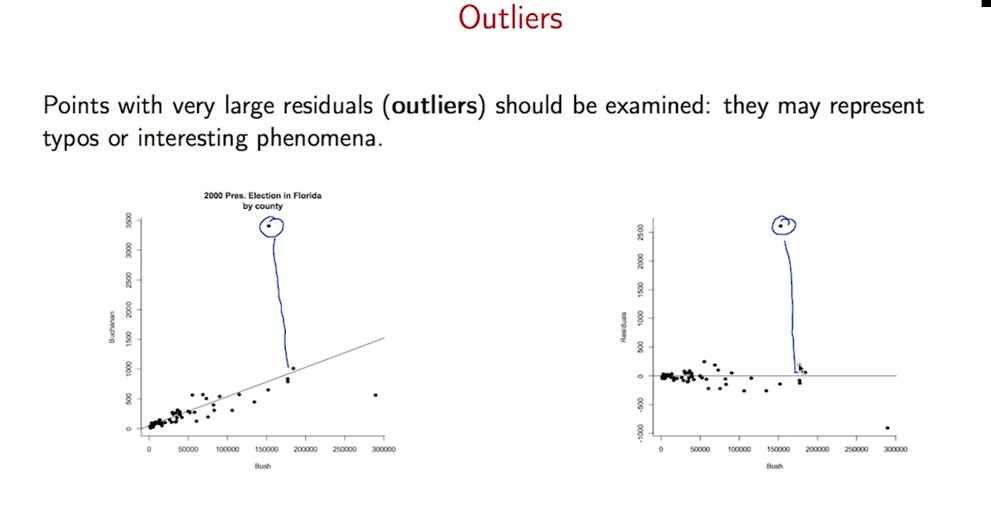 Outliers
Points with very large residuals (outliers) should be examined: they may represent
typos or interesting phenomena.
2000 Pres. Election in Florida
by county
3500
3000
2500
2000
1500
1000
500
0
Buchanan
0 50000 100000 150000 200000 250000 300000
Bush
2500
2000
1500
1000
500
0
-500
-1000
Residuals
0 50000 100000 150000 200000 250000 300000
Bush